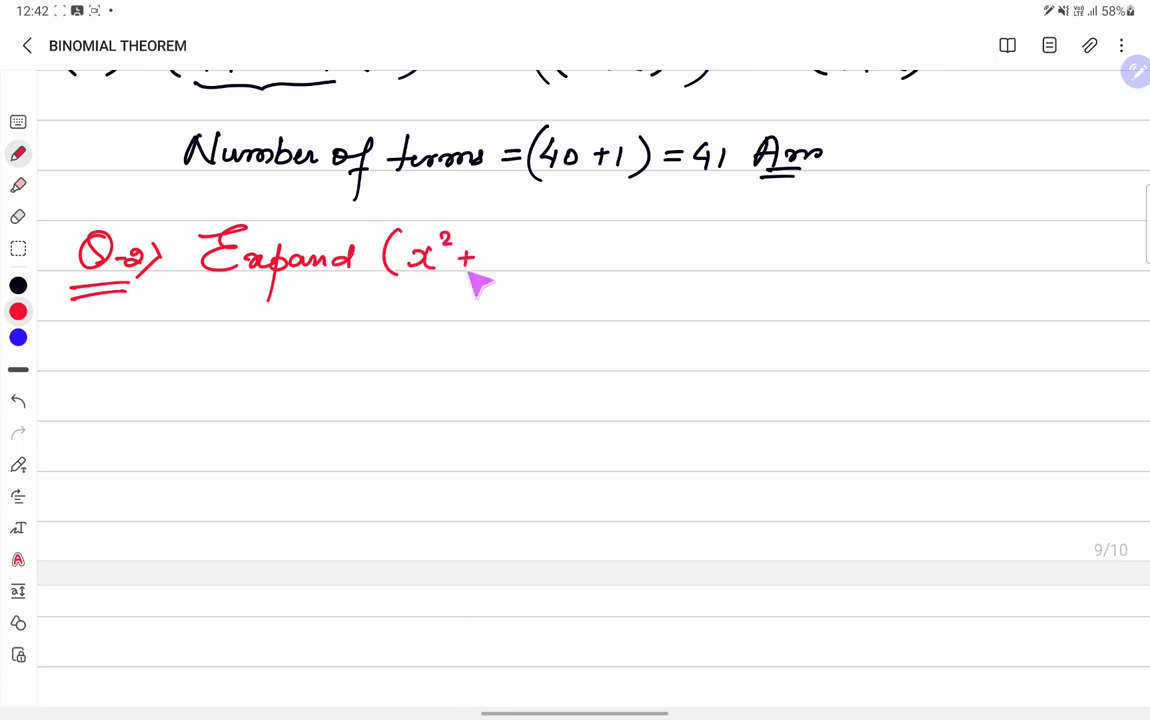 12:42 58%
BINOMIAL THEOREM
Number of terms = (40 + 1) = 41 Ans
Q-2) Expand (x² +
9/10